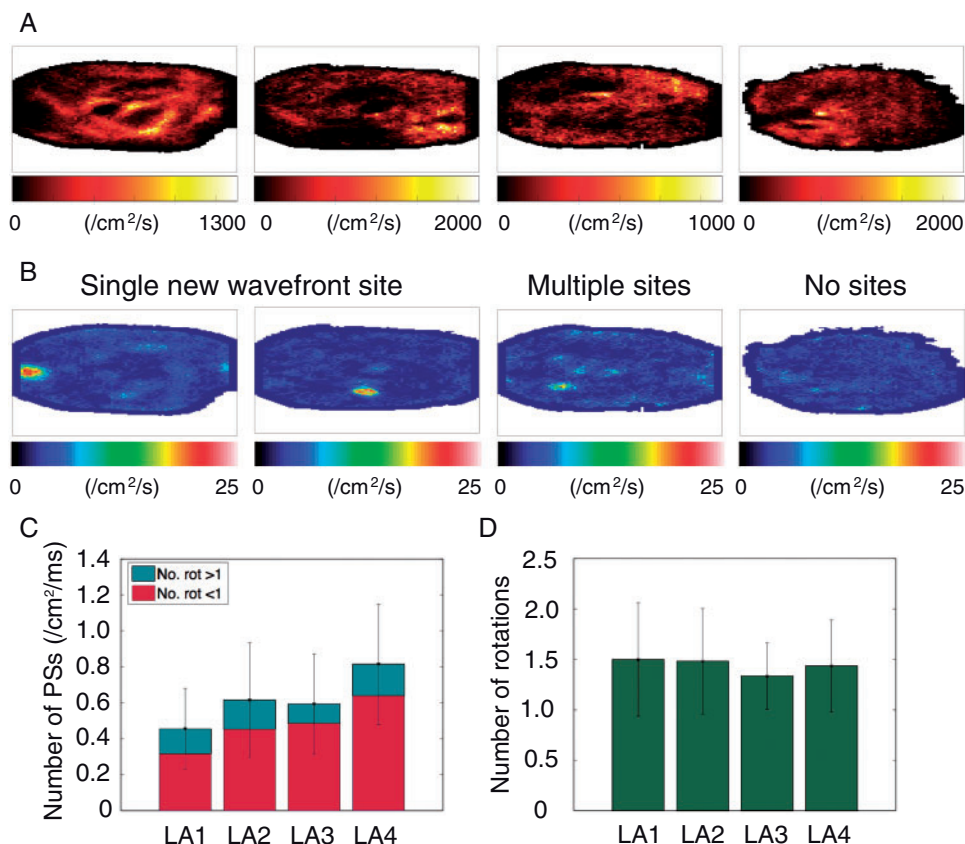 A
0 (/cm²/s) 1300 0 (/cm²/s) 2000 0 (/cm²/s) 1000 0 (/cm²/s) 2000
B
Single new wavefront site Multiple sites No sites
0 (/cm²/s) 25 0 (/cm²/s) 25 0 (/cm²/s) 25 0 (/cm²/s) 25
C
Number of PSs (/cm²/ms)
1.4
1.2
1.0
0.8
0.6
0.4
0.2
0
No. rot >1
No. rot <1
LA1 LA2 LA3 LA4
D
Number of rotations
2.5
2.0
1.5
1.0
0.5
0
LA1 LA2 LA3 LA4